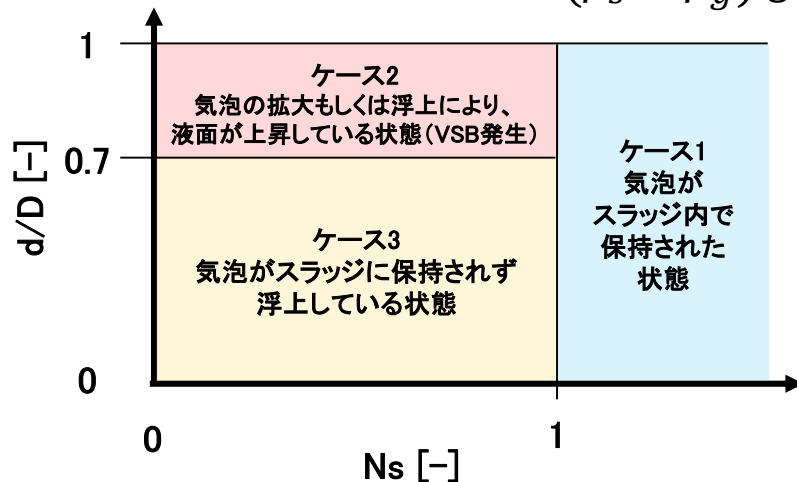 1
ケース2
気泡の拡大もしくは浮上により、
液面が上昇している状態(VSB発生)
0.7
d/D [-]
ケース1
気泡が
スラッジ内で
保持された
状態
ケース3
気泡がスラッジに保持されず
浮上している状態
0
0
1
Ns [-]